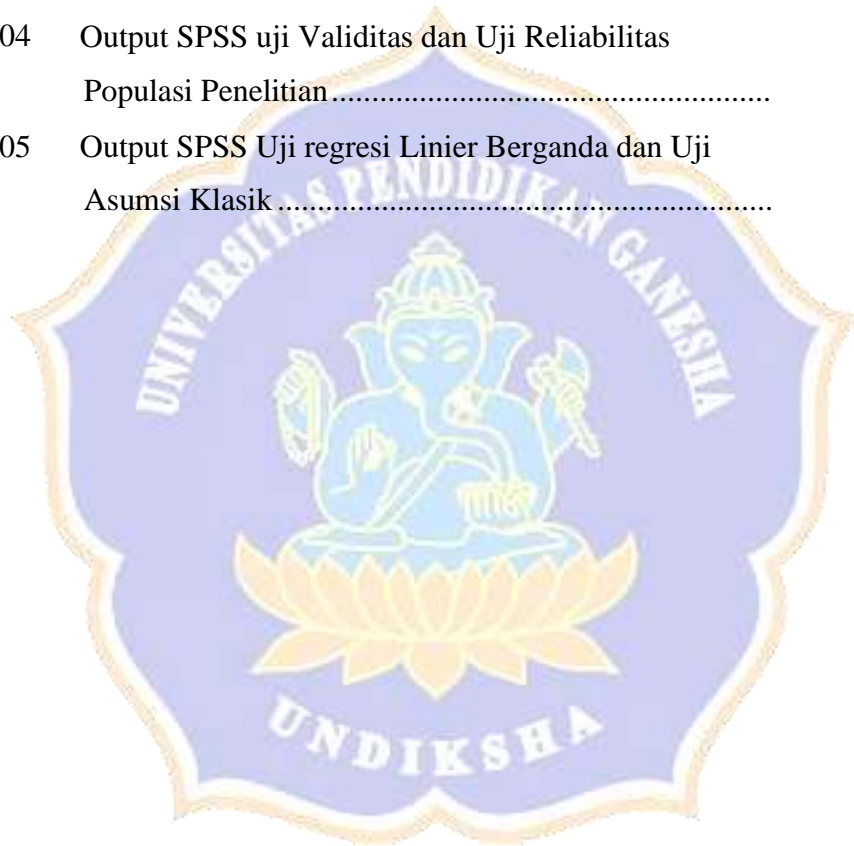 04 Output SPSS uji Validitas dan Uji Reliabilitas
Populasi Penelitian.......................................................
05 Output SPSS Uji regresi Linier Berganda dan Uji
Asumsi Klasik..............................................................
UNIVERSITAS PENDIDIKAN GANESHA
UNDIKSHA